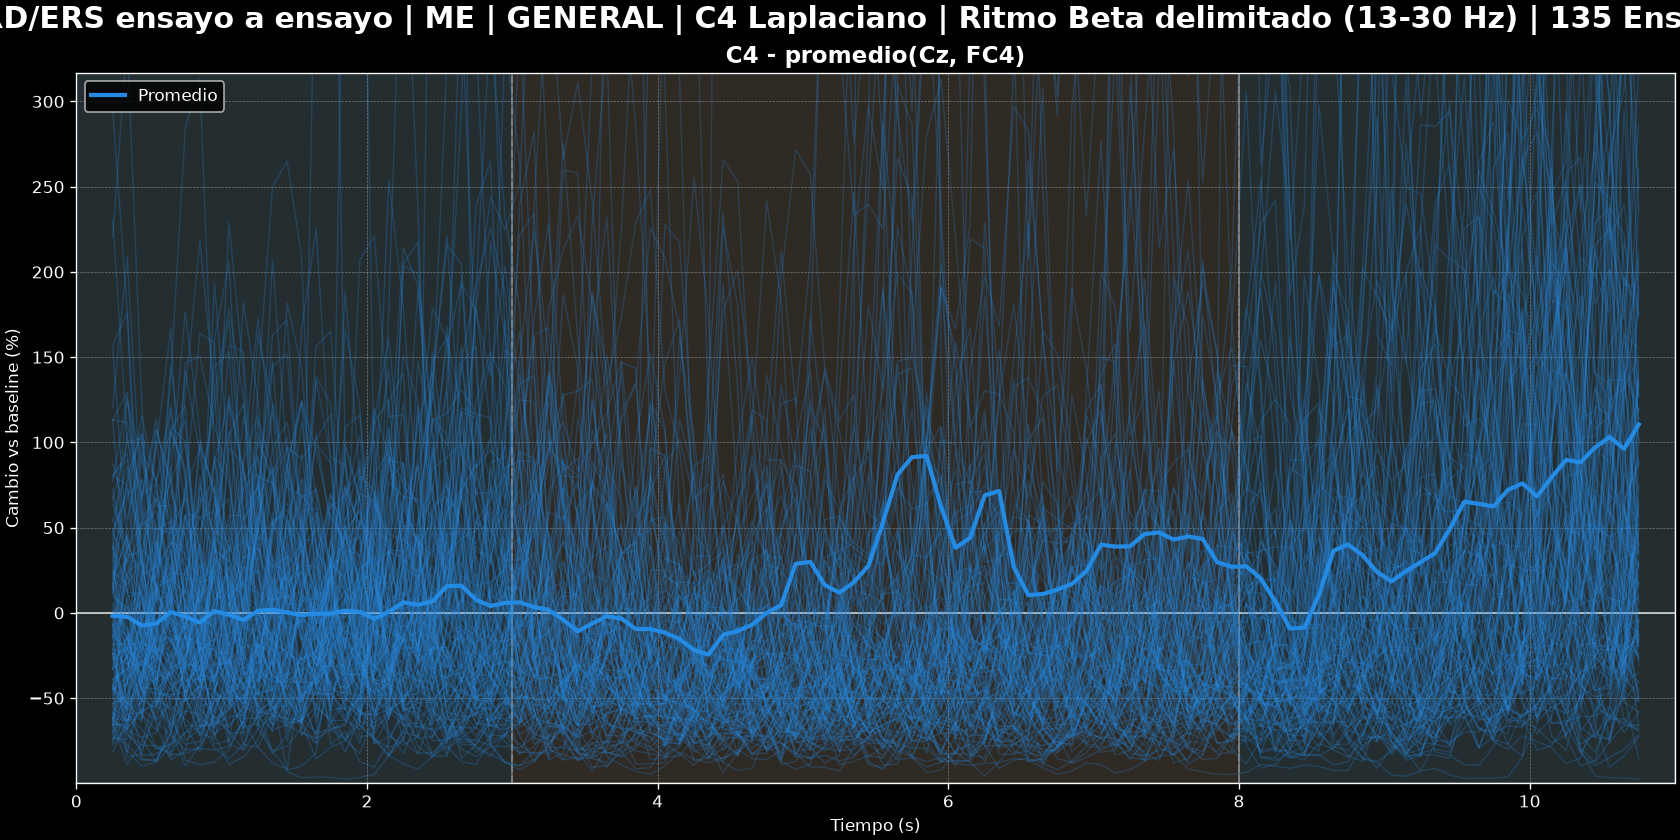 RD/ERS ensayo a ensayo | ME | GENERAL | C4 Laplaciano | Ritmo Beta delimitado (13-30 Hz) | 135 Ens
C4 - promedio(Cz, FC4)
Promedio
300
250
200
150
100
50
0
−50
Cambio vs baseline (%)
0 2 4 6 8 10
Tiempo (s)